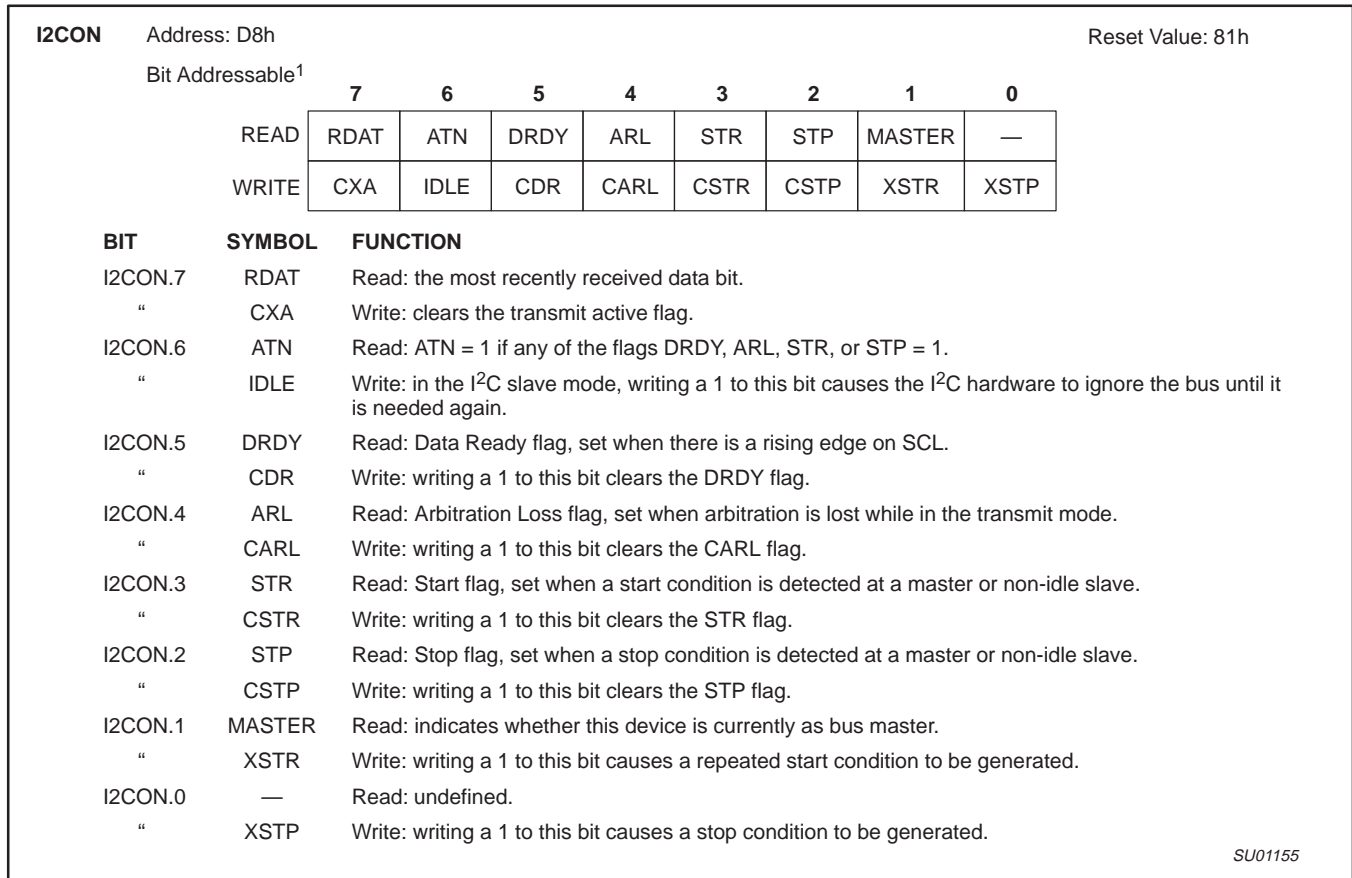 I2CON Address: D8h Reset Value: 81h
Bit Addressable1
7 6 5 4 3 2 1 0
READ RDAT ATN DRDY ARL STR STP MASTER —
WRITE CXA IDLE CDR CARL CSTR CSTP XSTR XSTP
BIT SYMBOL FUNCTION
I2CON.7 RDAT Read: the most recently received data bit.
“ CXA Write: clears the transmit active flag.
I2CON.6 ATN Read: ATN = 1 if any of the flags DRDY, ARL, STR, or STP = 1.
“ IDLE Write: in the I2C slave mode, writing a 1 to this bit causes the I2C hardware to ignore the bus until it
is needed again.
I2CON.5 DRDY Read: Data Ready flag, set when there is a rising edge on SCL.
“ CDR Write: writing a 1 to this bit clears the DRDY flag.
I2CON.4 ARL Read: Arbitration Loss flag, set when arbitration is lost while in the transmit mode.
“ CARL Write: writing a 1 to this bit clears the CARL flag.
I2CON.3 STR Read: Start flag, set when a start condition is detected at a master or non-idle slave.
“ CSTR Write: writing a 1 to this bit clears the STR flag.
I2CON.2 STP Read: Stop flag, set when a stop condition is detected at a master or non-idle slave.
“ CSTP Write: writing a 1 to this bit clears the STP flag.
I2CON.1 MASTER Read: indicates whether this device is currently as bus master.
“ XSTR Write: writing a 1 to this bit causes a repeated start condition to be generated.
I2CON.0 — Read: undefined.
“ XSTP Write: writing a 1 to this bit causes a stop condition to be generated.
SU01155